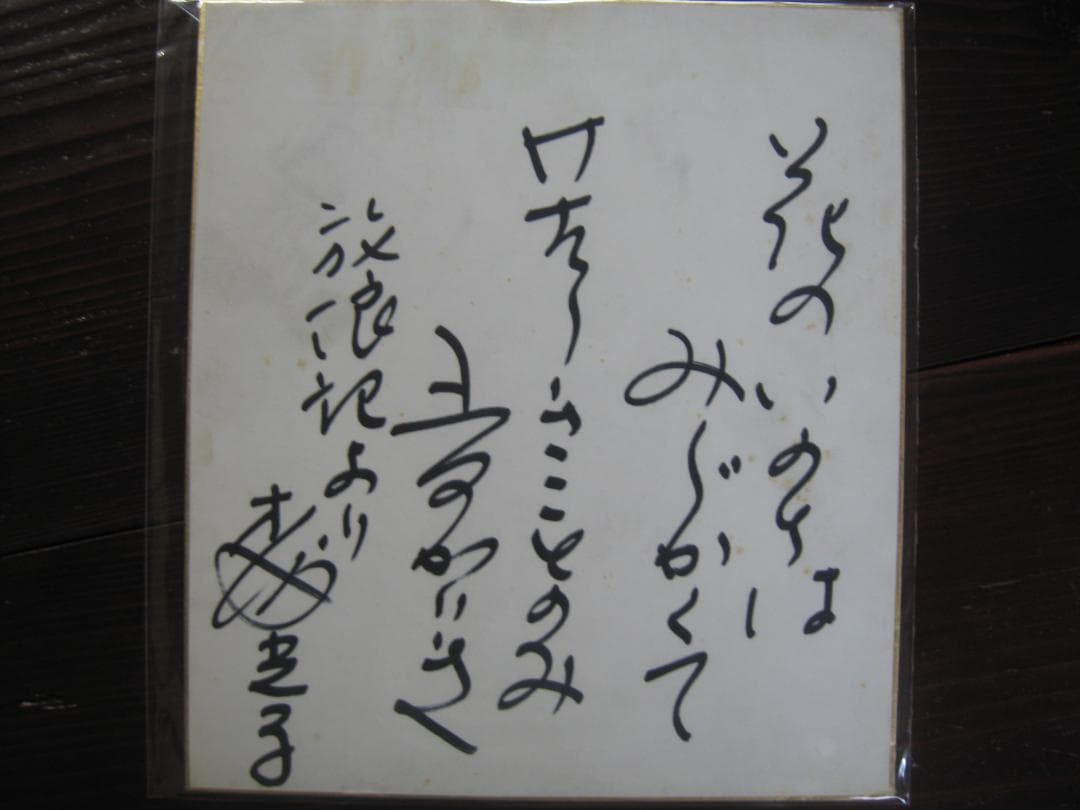 花のいのちは
みじかくて
苦しきことのみ
多かりき
放浪記より
森光子